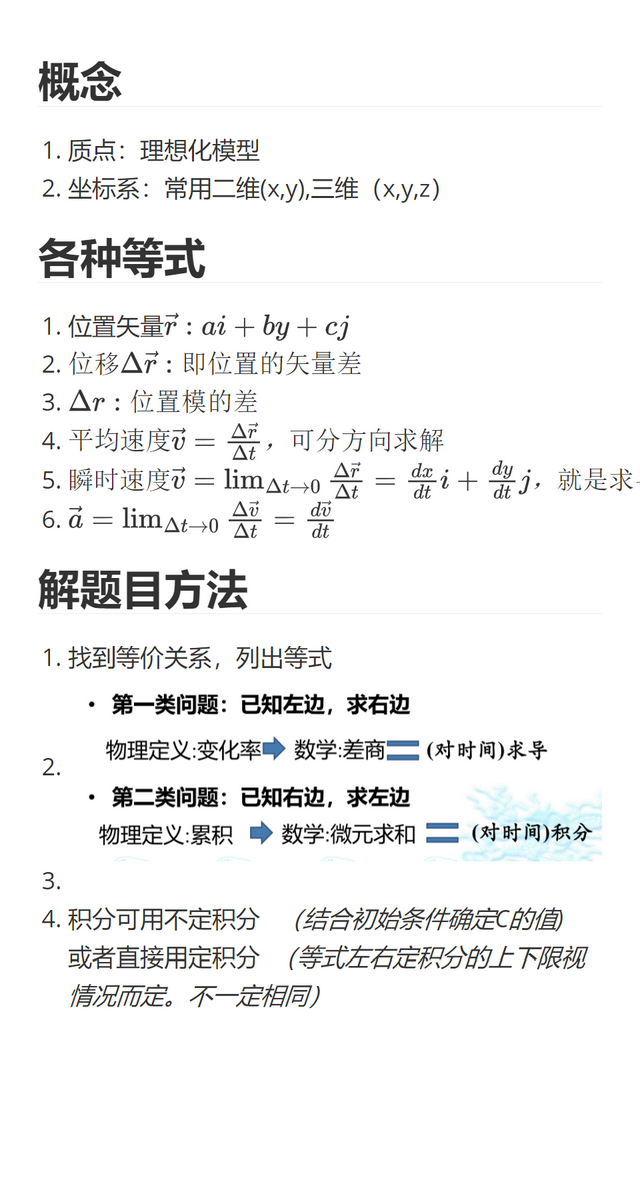 概念
1. 质点：理想化模型
2. 坐标系：常用二维(x,y),三维（x,y,z）
各种等式
1. 位置矢量$\vec{r}: ai + by + cj$
2. 位移$\Delta\vec{r}:$即位置的矢量差
3. $\Delta r:$位置模的差
4. 平均速度$\vec{v} = \frac{\Delta\vec{r}}{\Delta t}$，可分方向求解
5. 瞬时速度$\vec{v} = \lim_{\Delta t \to 0} \frac{\Delta\vec{r}}{\Delta t} = \frac{dx}{dt}i + \frac{dy}{dt}j$，就是求
6. $\vec{a} = \lim_{\Delta t \to 0} \frac{\Delta\vec{v}}{\Delta t} = \frac{d\vec{v}}{dt}$
解题目方法
1. 找到等价关系，列出等式
2.
• 第一类问题：已知左边，求右边
物理定义:变化率 数学:差商 (对时间)求导
• 第二类问题：已知右边，求左边
物理定义:累积 数学:微元求和 (对时间)积分
3.
4. 积分可用不定积分 （结合初始条件确定C的值)
或者直接用定积分 （等式左右定积分的上下限视
情况而定。不一定相同）